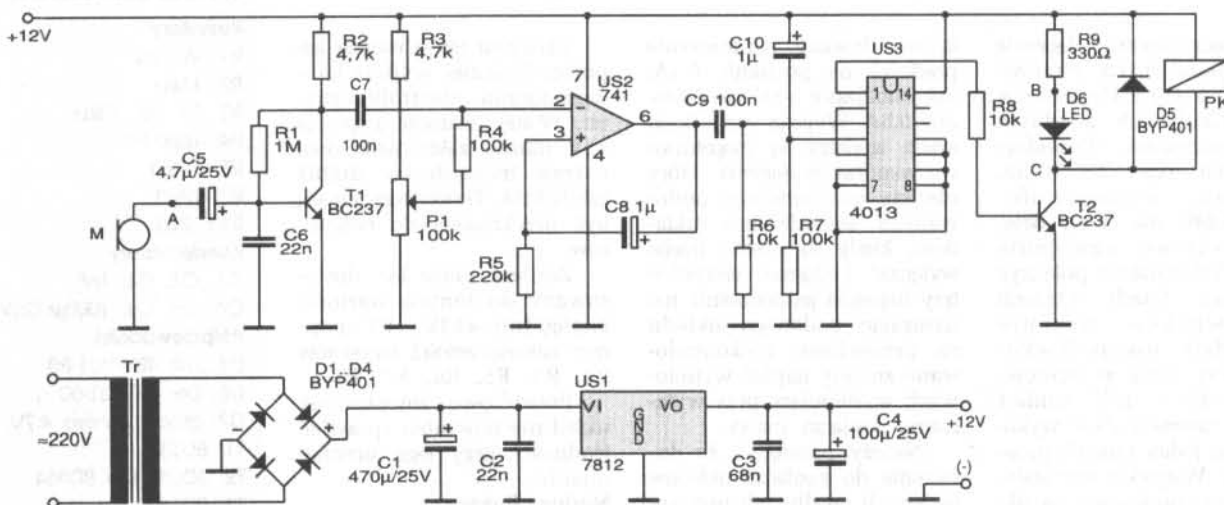 +12V
R2
4,7k
R3
4,7k
R1
1M
C7
100n
C5
4,7μ/25V
+
A
M
C6
22n
T1
BC237
P1
100k
R4
100k
R5
220k
7
US2
741
2
3
6
4
-
+
C8 1μ
+
C9 100n
R6
10k
R7
100k
C10
1μ
+
US3
1
14
7
8
4013
R8
10k
R9
330Ω
B
D6
LED
C
D5
BYP401
PK
T2
BC237
Tr
≈220V
D1..D4
BYP401
C1
470μ/25V
+
C2
22n
US1
VI
VO
GND
7812
C3
68n
C4
100μ/25V
+
+12V
(-)